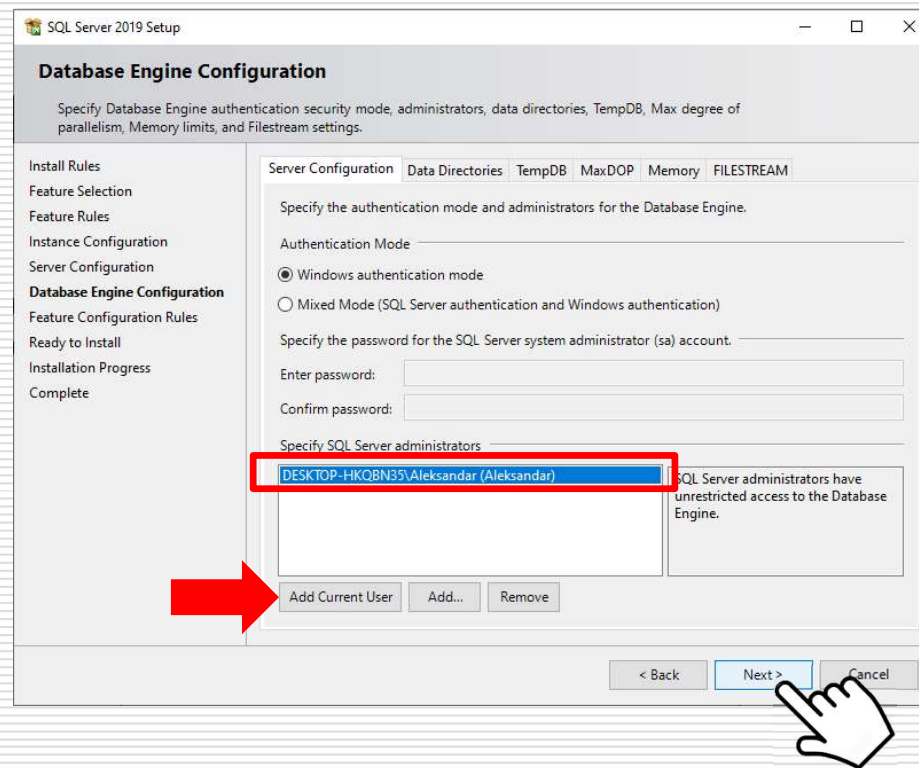 SQL Server 2019 Setup
Database Engine Configuration
Specify Database Engine authentication security mode, administrators, data directories, TempDB, Max degree of
parallelism, Memory limits, and Filestream settings.
Install Rules
Feature Selection
Feature Rules
Instance Configuration
Server Configuration
Database Engine Configuration
Feature Configuration Rules
Ready to Install
Installation Progress
Complete
Server Configuration Data Directories TempDB MaxDOP Memory FILESTREAM
Specify the authentication mode and administrators for the Database Engine.
Authentication Mode
Windows authentication mode
Mixed Mode (SQL Server authentication and Windows authentication)
Specify the password for the SQL Server system administrator (sa) account.
Enter password:
Confirm password:
Specify SQL Server administrators
DESKTOP-HKQBN35\Aleksandar (Aleksandar)
SQL Server administrators have
unrestricted access to the Database
Engine.
Add Current User Add... Remove
< Back Next > Cancel